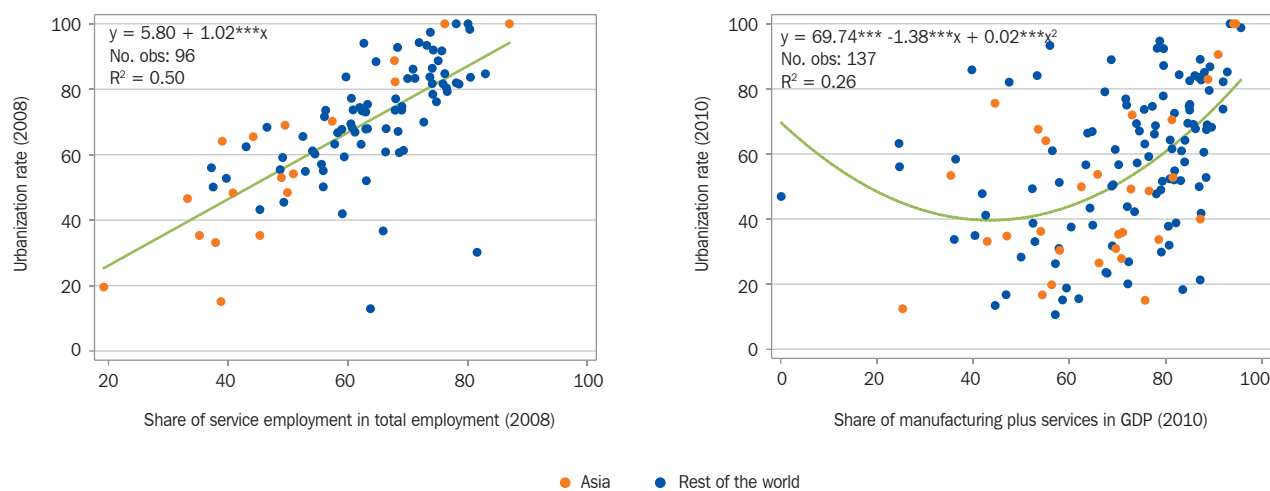 y = 5.80 + 1.02***x
No. obs: 96
R² = 0.50
100
80
60
40
20
0
Urbanization rate (2008)
20 40 60 80 100
Share of service employment in total employment (2008)
y = 69.74*** -1.38***x + 0.02***x²
No. obs: 137
R² = 0.26
100
80
60
40
20
0
Urbanization rate (2010)
0 20 40 60 80 100
Share of manufacturing plus services in GDP (2010)
Asia Rest of the world